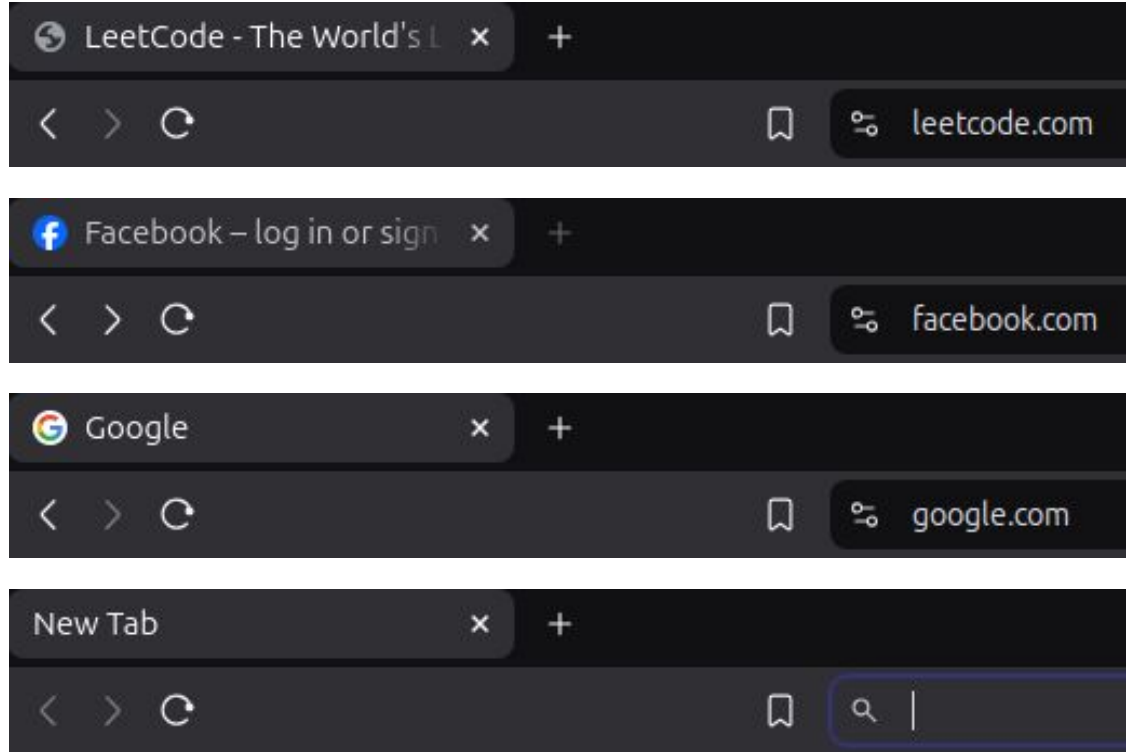 LeetCode - The World's L
leetcode.com
Facebook – log in or sign
facebook.com
Google
google.com
New Tab